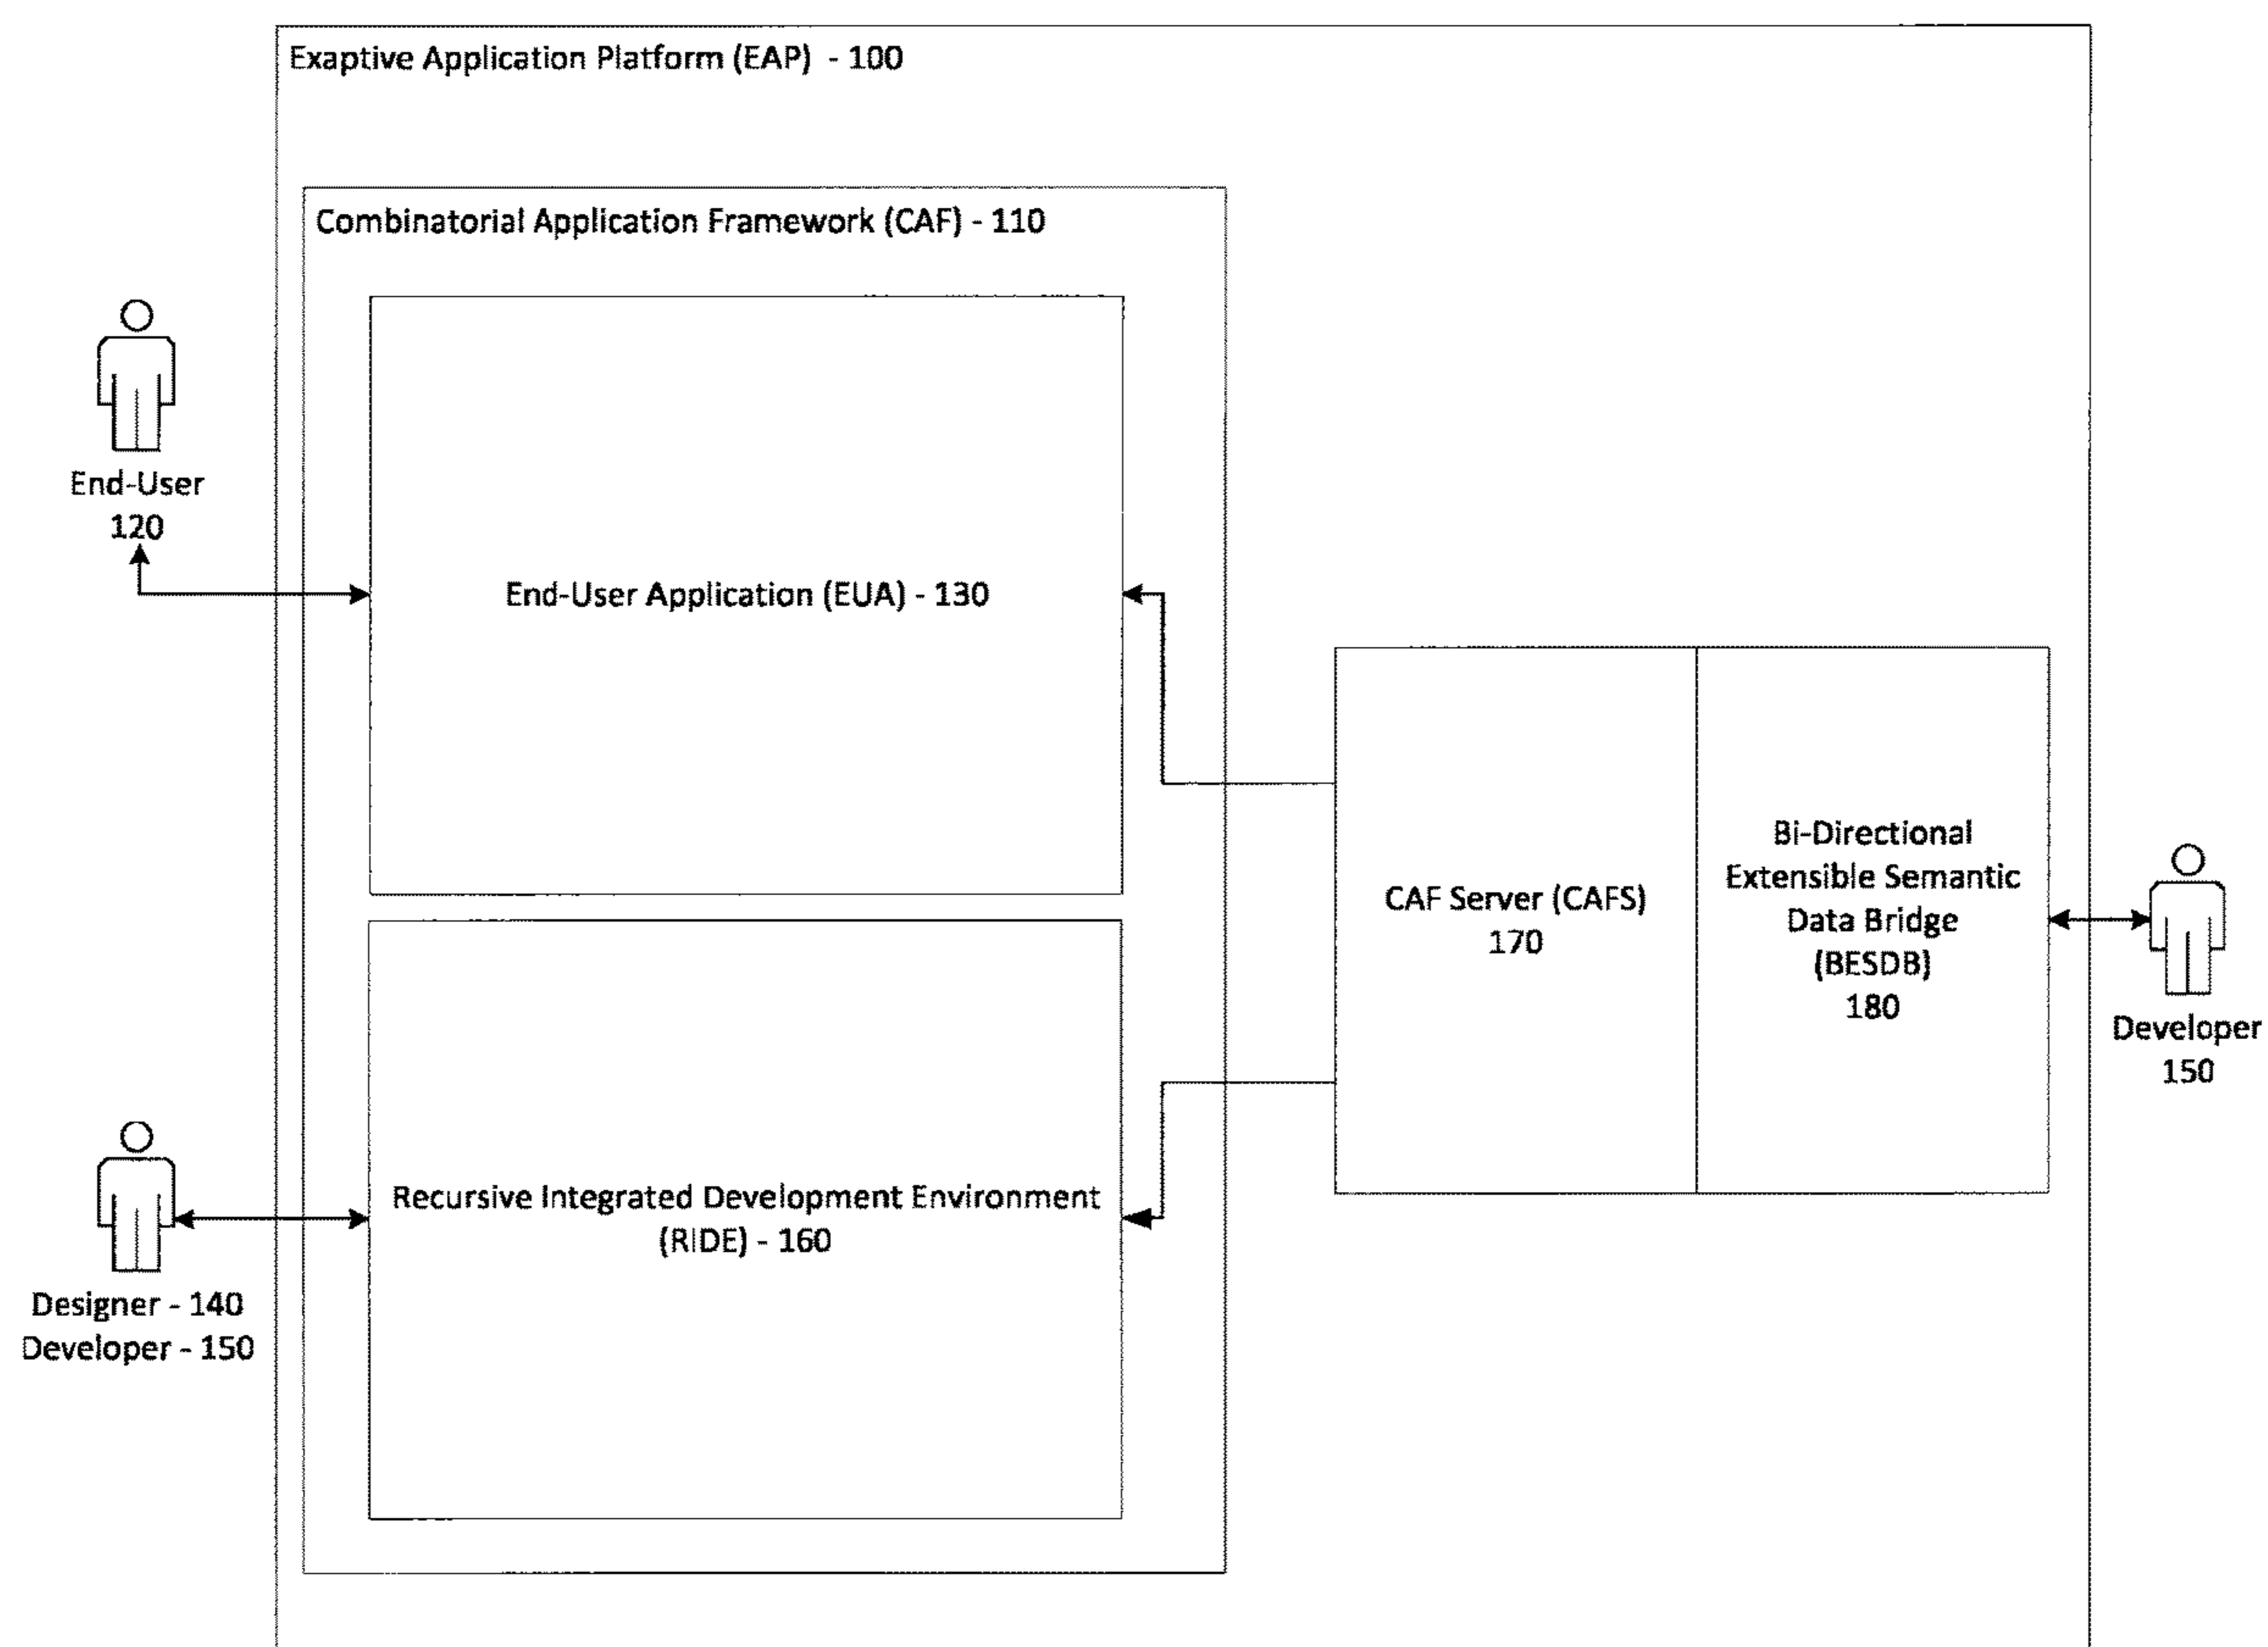 Exaptive Application Platform (EAP) - 100
Combinatorial Application Framework (CAF) - 110
End-User
120
End-User Application (EUA) - 130
Bi-Directional
Extensible Semantic
Data Bridge
(BESDB)
180
CAF Server (CAFS)
170
Developer
150
Recursive Integrated Development Environment
(RIDE) - 160
Designer - 140
Developer - 150